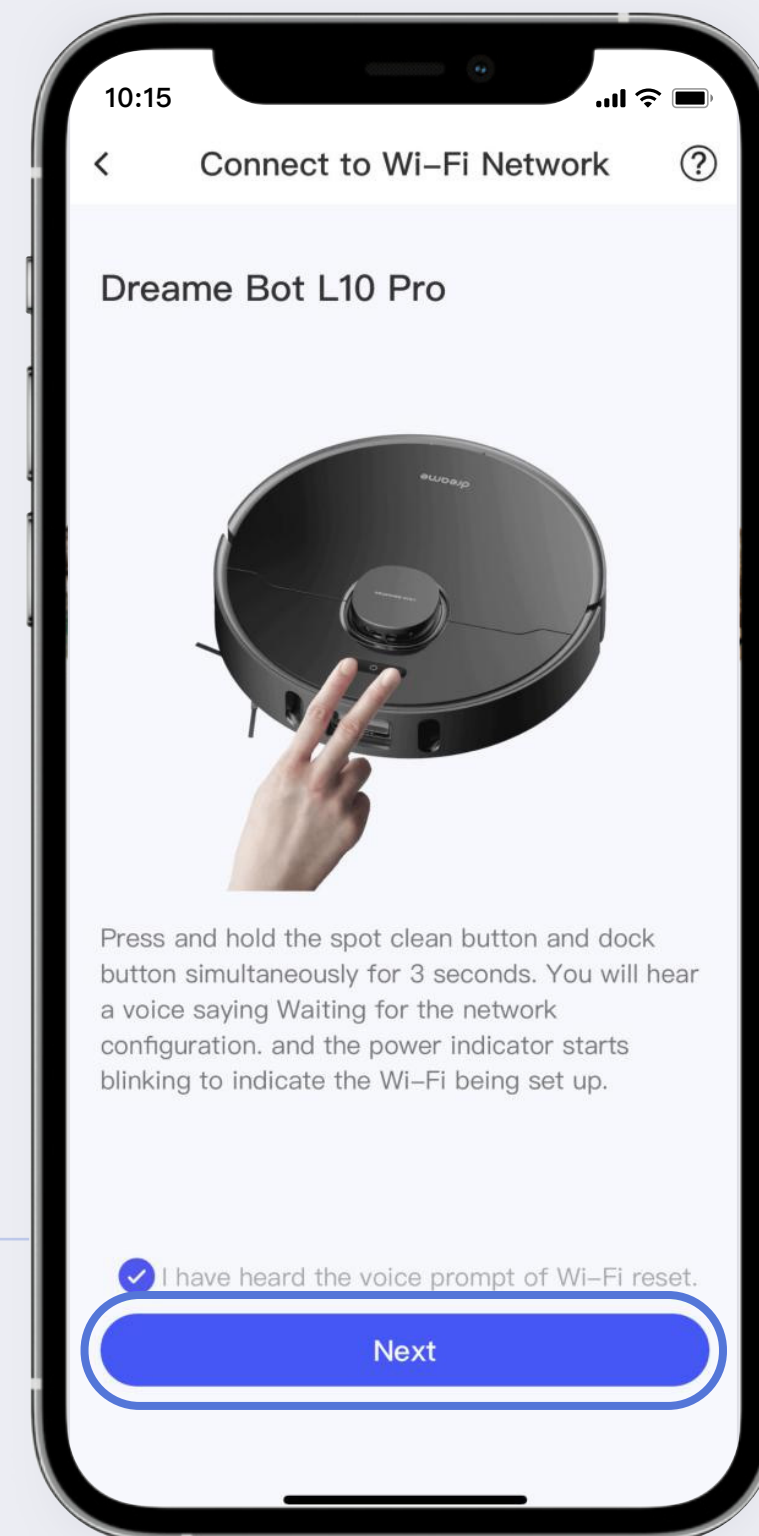 10:15
Connect to Wi-Fi Network
Dreame Bot L10 Pro
dreame
Press and hold the spot clean button and dock
button simultaneously for 3 seconds. You will hear
a voice saying Waiting for the network
configuration. and the power indicator starts
blinking to indicate the Wi-Fi being set up.
I have heard the voice prompt of Wi-Fi reset.
Next